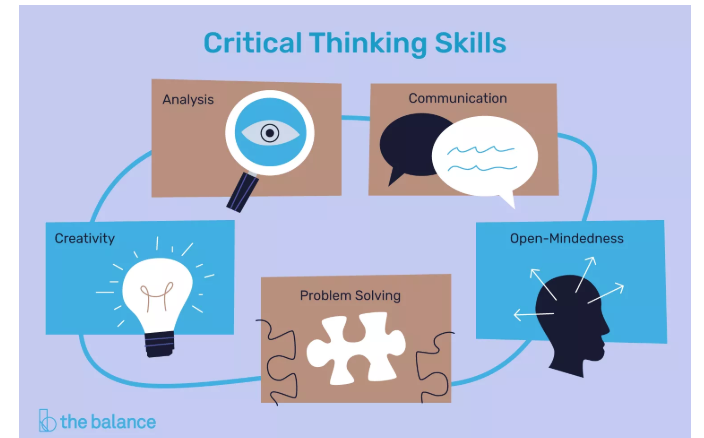 Critical Thinking Skills
Analysis
Communication
Creativity
Open-Mindedness
Problem Solving
the balance